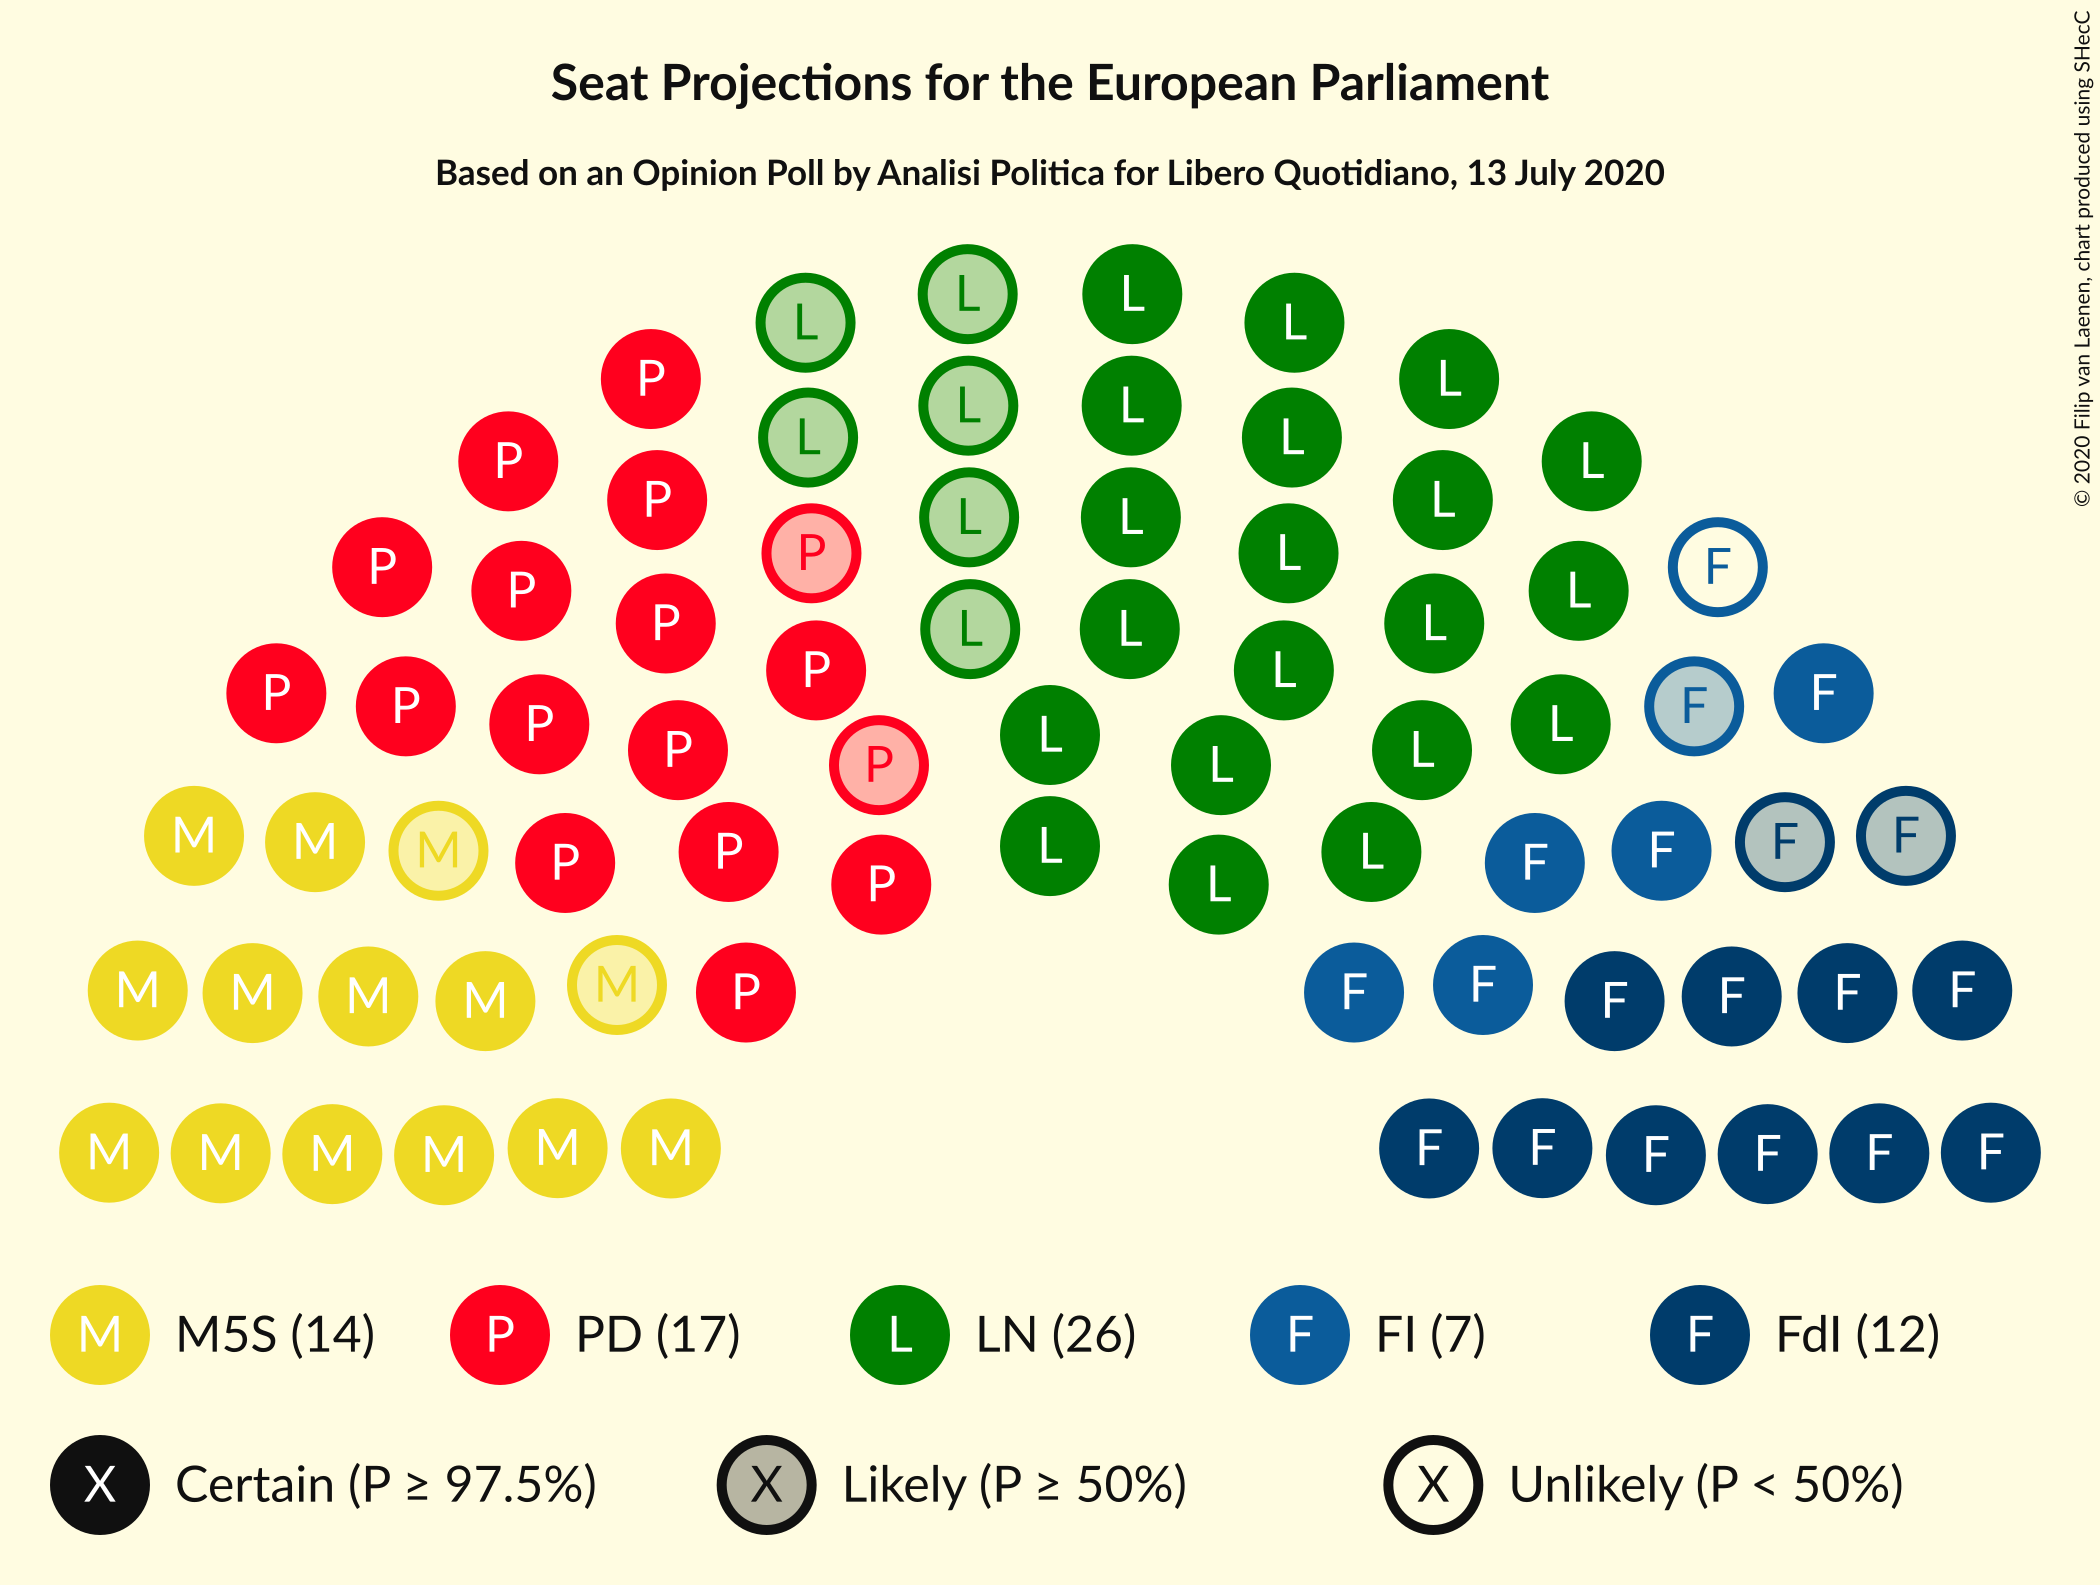 Seat Projections for the European Parliament
Based on an Opinion Poll by Analisi Politica for Libero Quotidiano, 13 July 2020
© 2020 Filip van Laenen, chart produced using SHecC
L L
L L
P L
P L L L
P L
P L
P L
P L L L
P F
P L
P L
P L
L L
P L
P F
P F
P L
P L
L
P L
M F
M F
L
M P L F
P F
P L
M F
M F
M F
M F
M F
P F
M F
M F
M F
M F
M F
M F
M F
M F
M M5S (14) P PD (17) L LN (26) F FI (7) F FdI (12)
X Certain (P ≥ 97.5%) X Likely (P ≥ 50%) X Unlikely (P < 50%)